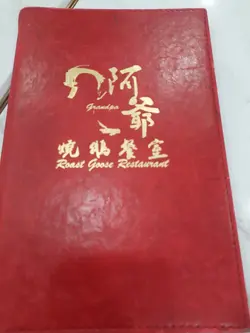 阿爺
Grandpa
燒鵝餐室
Roast Goose Restaurant